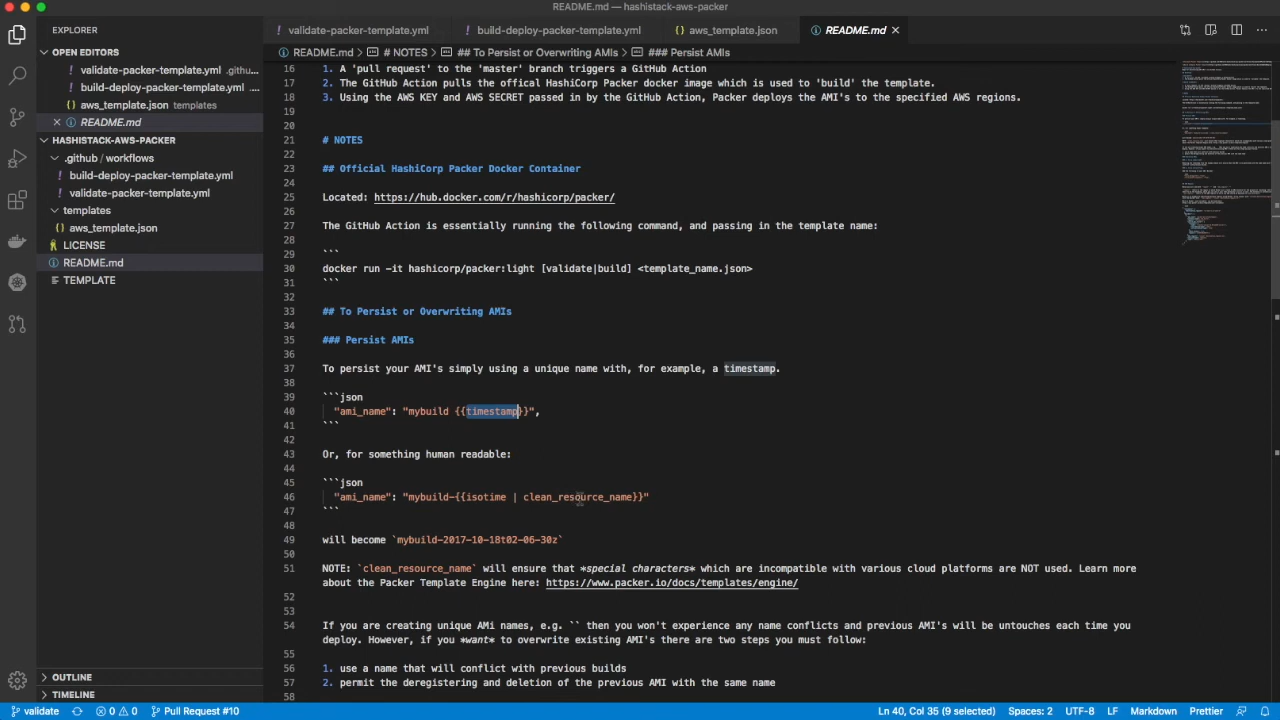 README.md — hashistack-aws-packer
EXPLORER
! validate-packer-template.yml
! build-deploy-packer-template.yml
{} aws_template.json
README.md ×
README.md > # NOTES > ## To Persist or Overwriting AMIs > ### Persist AMIs
OPEN EDITORS
! validate-packer-template.yml .githu...
! build-deploy-packer-template.yml ...
{} aws_template.json templates
× README.md
HASHISTACK-AWS-PACKER
.github / workflows
! build-deploy-packer-template.yml
! validate-packer-template.yml
templates
{} aws_template.json
LICENSE
README.md
TEMPLATE
OUTLINE
TIMELINE
16 1. A 'pull request' to the 'master' branch triggers a GitHub Action
17 2. The GitHub Action pulls the official HashiCorp Packer docker image which is used to 'build' the template.
18 3. Using the AWS KEY and AWS SECRET set by the GitHub Action, Packer uploads the AMI's to the specific AWS regions.
19
20
21 # NOTES
22
23 ## Official HashiCorp Packer Docker Container
24
25 Located: https://hub.docker.com/r/hashicorp/packer/
26
27 The GitHub Action is essentially running the following command, and passing in the template name:
28
29 ```
30 docker run -it hashicorp/packer:light [validate|build] <template_name.json>
31 ```
32
33 ## To Persist or Overwriting AMIs
34
35 ### Persist AMIs
36
37 To persist your AMI's simply using a unique name with, for example, a timestamp.
38
39 ```json
40 "ami_name": "mybuild {{timestamp}}",
41 ```
42
43 Or, for something human readable:
44
45 ```json
46 "ami_name": "mybuild-{{isotime | clean_resource_name}}"
47 ```
48
49 will become `mybuild-2017-10-18t02-06-30z`
50
51 NOTE: `clean_resource_name` will ensure that *special characters* which are incompatible with various cloud platforms are NOT used. Learn more
about the Packer Template Engine here: https://www.packer.io/docs/templates/engine/
52
53
54 If you are creating unique AMi names, e.g. `` then you won't experience any name conflicts and previous AMI's will be untouches each time you
deploy. However, if you *want* to overwrite existing AMI's there are two steps you must follow:
55
56 1. use a name that will conflict with previous builds
57 2. permit the deregistering and deletion of the previous AMI with the same name
58
validate 0 0 Pull Request #10 Ln 40, Col 35 (9 selected) Spaces: 2 UTF-8 LF Markdown Prettier